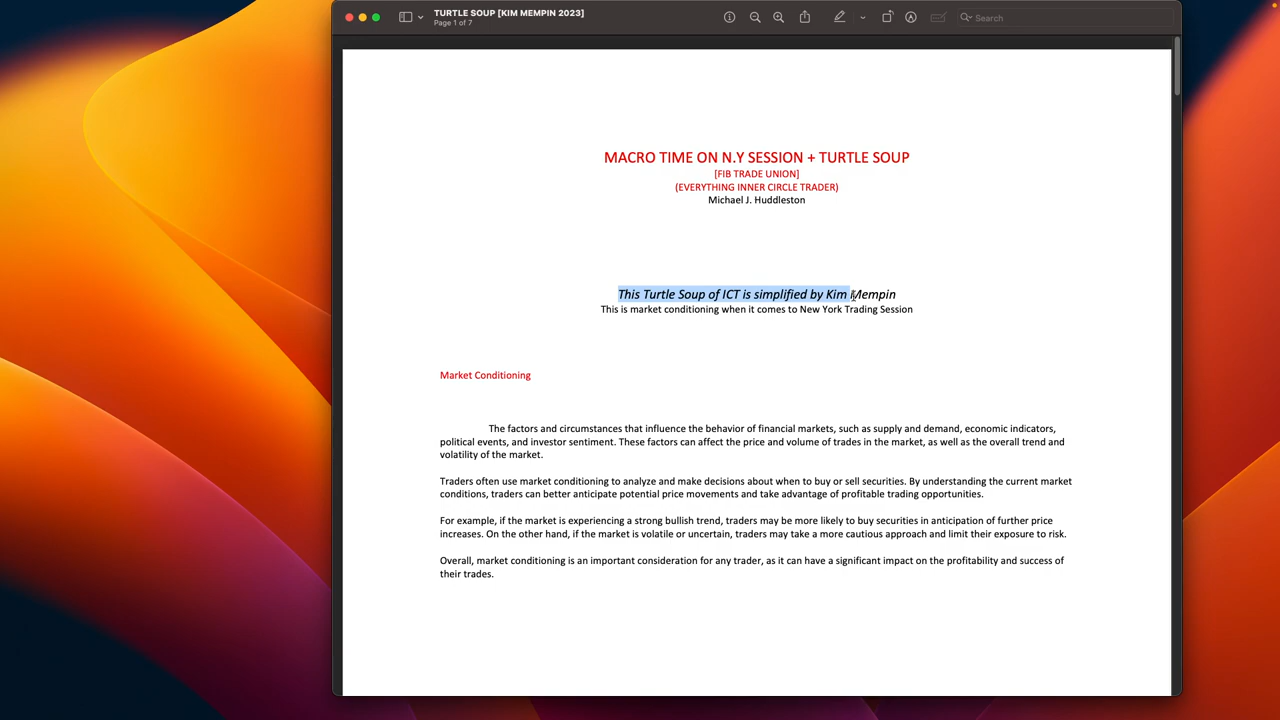 TURTLE SOUP [KIM MEMPIN 2023]
Page 1 of 7
Search
MACRO TIME ON N.Y SESSION + TURTLE SOUP
[FIB TRADE UNION]
(EVERYTHING INNER CIRCLE TRADER)
Michael J. Huddleston
This Turtle Soup of ICT is simplified by Kim Mempin
This is market conditioning when it comes to New York Trading Session
Market Conditioning
The factors and circumstances that influence the behavior of financial markets, such as supply and demand, economic indicators,
political events, and investor sentiment. These factors can affect the price and volume of trades in the market, as well as the overall trend and
volatility of the market.
Traders often use market conditioning to analyze and make decisions about when to buy or sell securities. By understanding the current market
conditions, traders can better anticipate potential price movements and take advantage of profitable trading opportunities.
For example, if the market is experiencing a strong bullish trend, traders may be more likely to buy securities in anticipation of further price
increases. On the other hand, if the market is volatile or uncertain, traders may take a more cautious approach and limit their exposure to risk.
Overall, market conditioning is an important consideration for any trader, as it can have a significant impact on the profitability and success of
their trades.